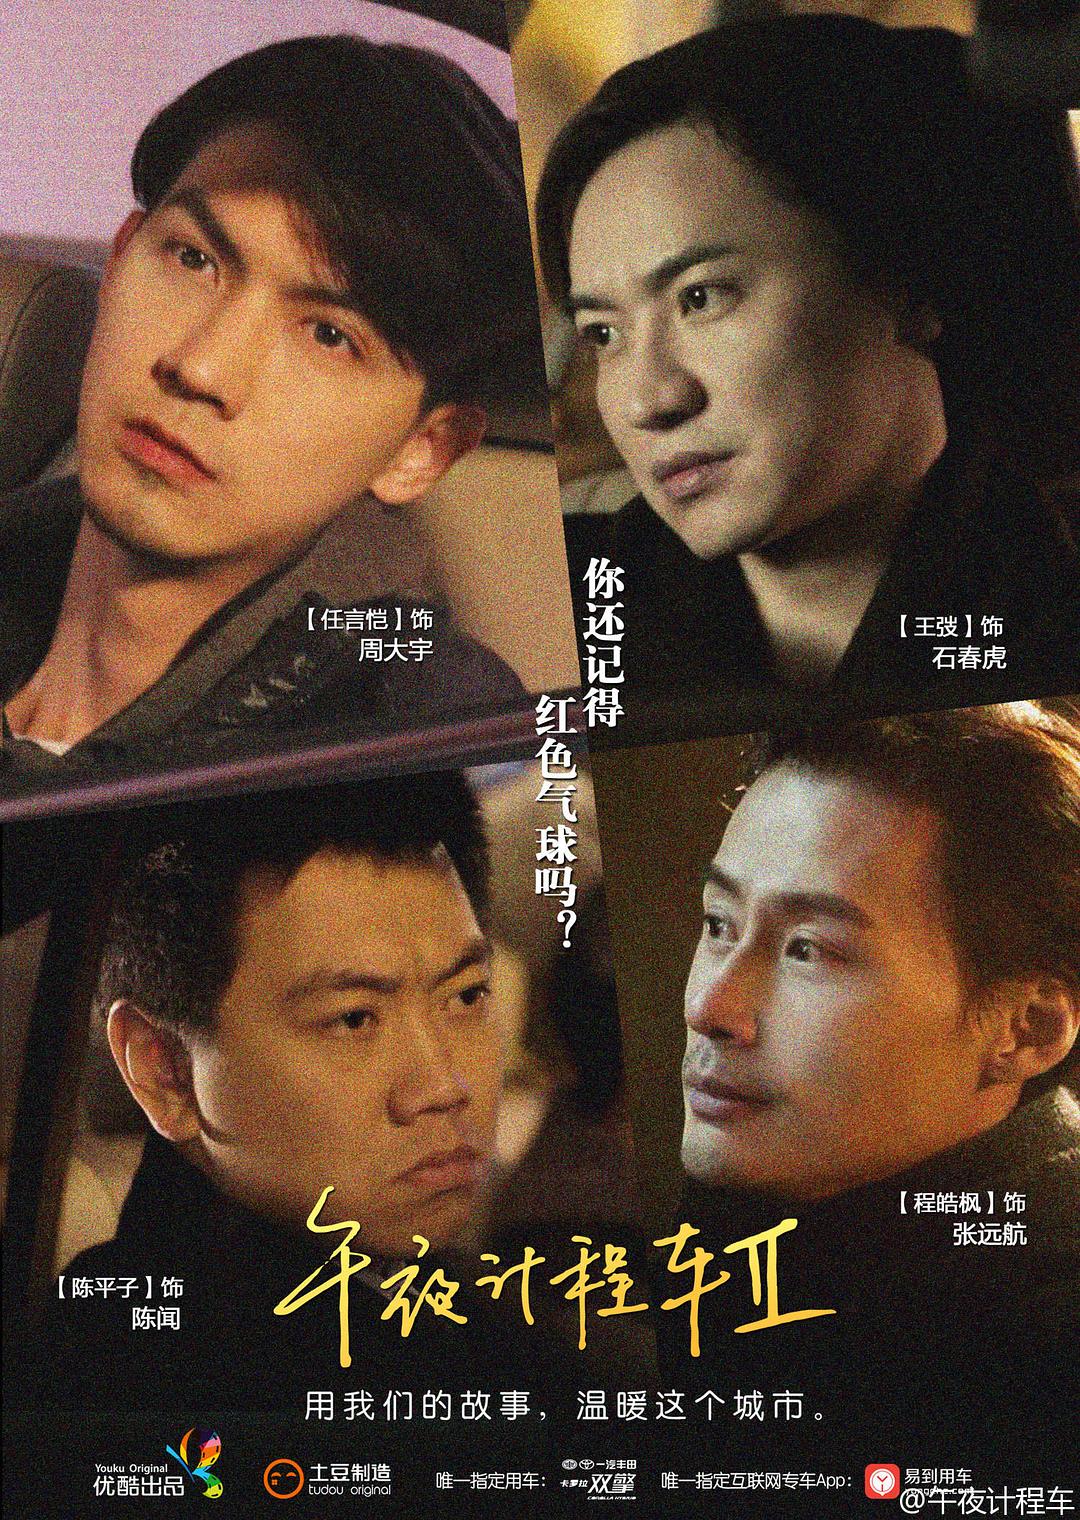 【任言恺】饰
周大宇
【王弢】饰
石春虎
你还记得
红色气球吗？
【程皓枫】饰
张远航
【陈平子】饰
陈闻
午夜计程车II
用我们的故事，温暖这个城市。
Youku Original
优酷出品
土豆制造
tudou original
唯一指定用车：
一汽丰田
卡罗拉 双擎
COROLLA HYBRID
唯一指定互联网专车App：
易到用车
@午夜计程车